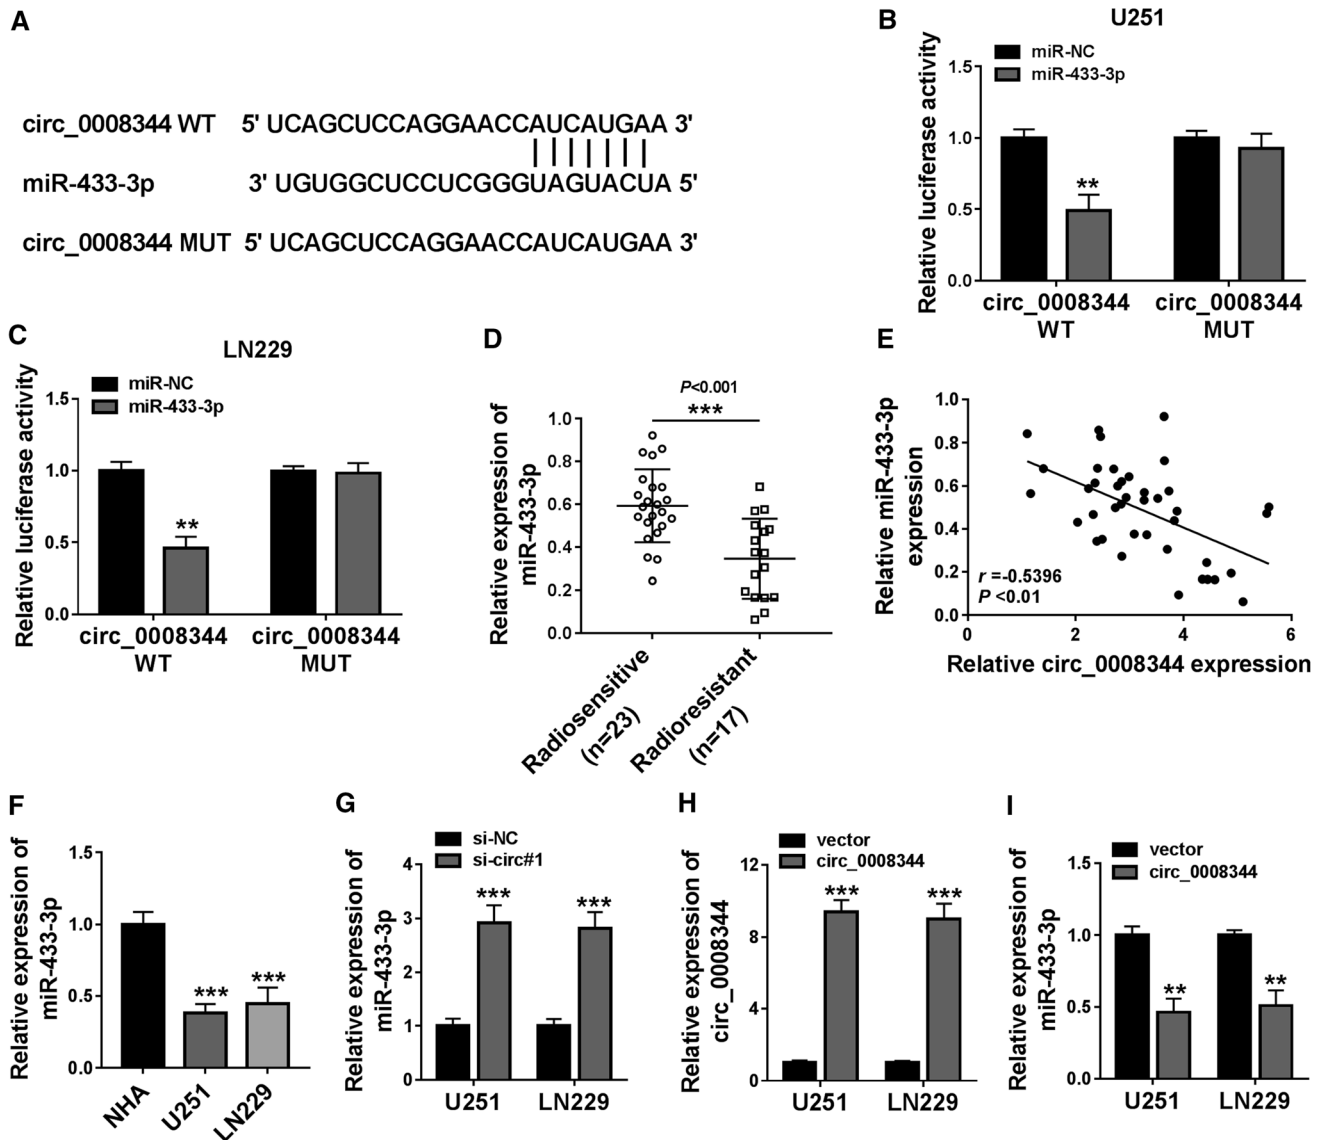 A
circ_0008344 WT 5' UCAGCUCCAGGAACCAUCAUGAA 3'
miR-433-3p 3' UGUGGCUCCUCGGGUAGUACUA 5'
circ_0008344 MUT 5' UCAGCUCCAGGAACCAUCAUGAA 3'
B
U251
miR-NC
miR-433-3p
Relative luciferase activity
1.5
1.0
0.5
0.0
circ_0008344 WT
circ_0008344 MUT
**
C
LN229
miR-NC
miR-433-3p
Relative luciferase activity
1.5
1.0
0.5
0.0
**
circ_0008344 WT
circ_0008344 MUT
D
P<0.001
***
Relative expression of
miR-433-3p
1.0
0.8
0.6
0.4
0.2
0.0
Radiosensitive
(n=23)
Radioresistant
(n=17)
E
Relative miR-433-3p
expression
1.0
0.8
0.6
0.4
0.2
0.0
r =-0.5396
P <0.01
0 2 4 6
Relative circ_0008344 expression
F
Relative expression of
miR-433-3p
1.5
1.0
0.5
0.0
***
***
NHA
U251
LN229
G
si-NC
si-circ#1
Relative expression of
miR-433-3p
4
3
2
1
0
***
***
U251 LN229
H
vector
circ_0008344
Relative expression of
circ_0008344
12
8
4
0
***
***
U251 LN229
I
vector
circ_0008344
Relative expression of
miR-433-3p
1.5
1.0
0.5
0.0
**
**
U251 LN229